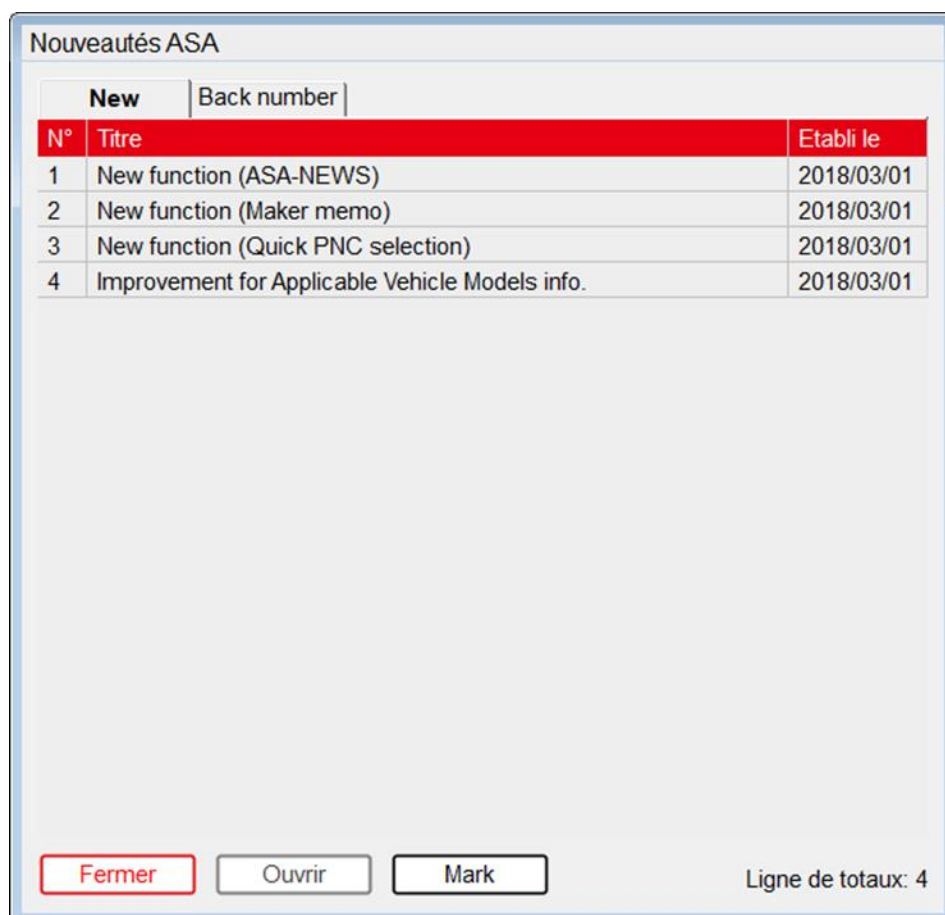 Nouveautés ASA
New Back number
N° Titre Etabli le
1 New function (ASA-NEWS) 2018/03/01
2 New function (Maker memo) 2018/03/01
3 New function (Quick PNC selection) 2018/03/01
4 Improvement for Applicable Vehicle Models info. 2018/03/01
Fermer Ouvrir Mark Ligne de totaux: 4